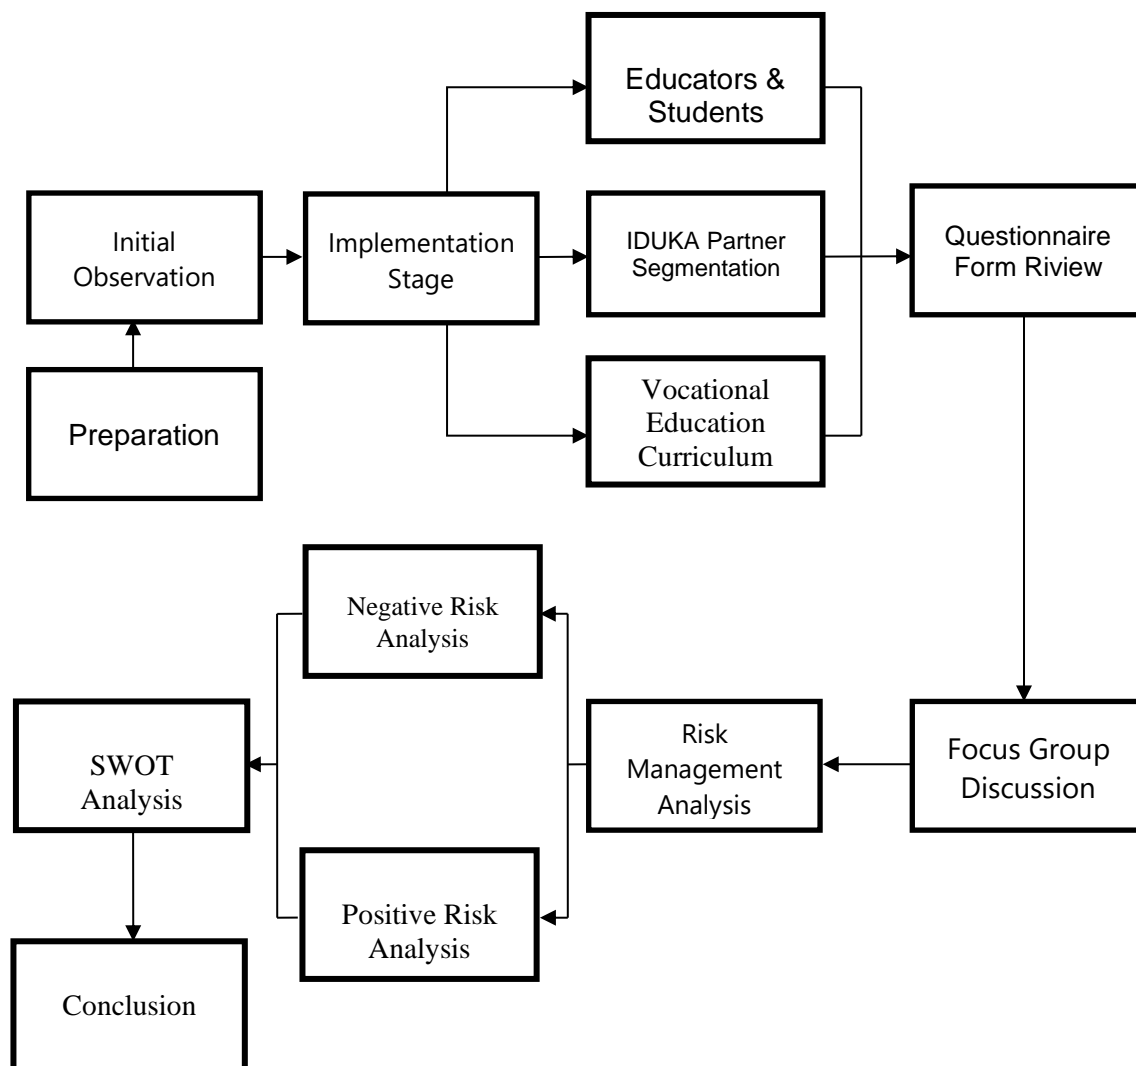 Educators &
Students
Initial
Observation
Implementation
Stage
IDUKA Partner
Segmentation
Questionnaire
Form Riview
Preparation
Vocational
Education
Curriculum
Negative Risk
Analysis
SWOT
Analysis
Risk
Management
Analysis
Focus Group
Discussion
Positive Risk
Analysis
Conclusion